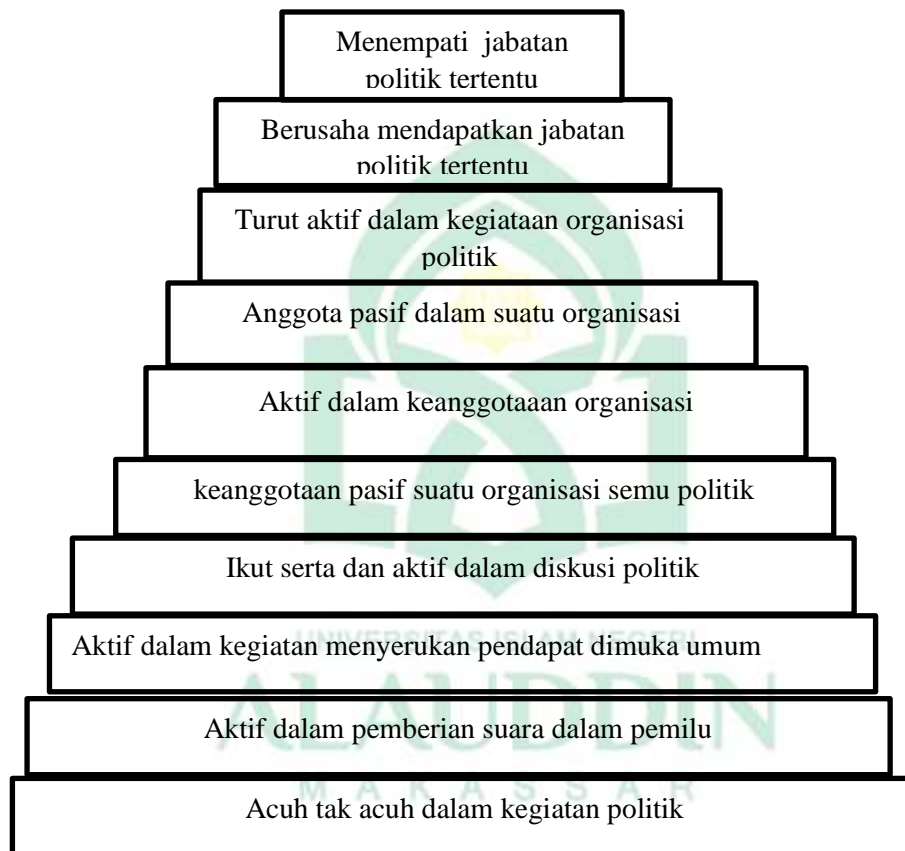 Menempati jabatan
politik tertentu
Berusaha mendapatkan jabatan
politik tertentu
Turut aktif dalam kegiataan organisasi
politik
Anggota pasif dalam suatu organisasi
Aktif dalam keanggotaaan organisasi
keanggotaan pasif suatu organisasi semu politik
Ikut serta dan aktif dalam diskusi politik
UNIVERSITAS ISLAM NEGERI
Aktif dalam kegiatan menyerukan pendapat dimuka umum
ALAUDDIN
Aktif dalam pemberian suara dalam pemilu
MAKASSAR
Acuh tak acuh dalam kegiatan politik